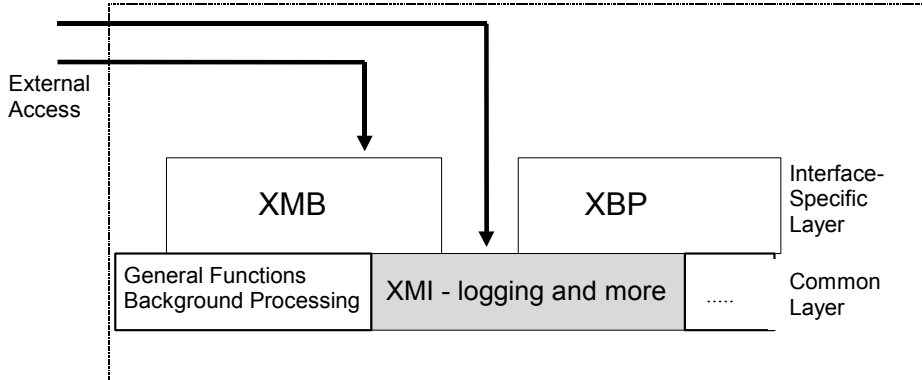 External
Access
XMB
XBP
Interface-
Specific
Layer
General Functions
Background Processing
XMI - logging and more
.....
Common
Layer